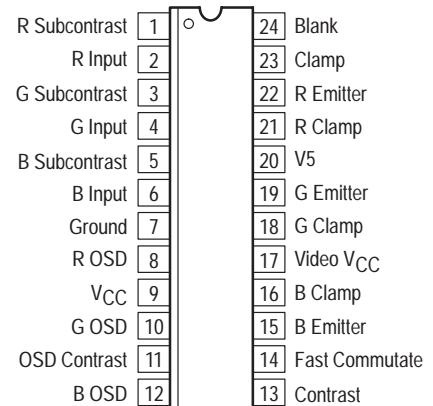 R Subcontrast 1 24 Blank
R Input 2 23 Clamp
G Subcontrast 3 22 R Emitter
G Input 4 21 R Clamp
B Subcontrast 5 20 V5
B Input 6 19 G Emitter
Ground 7 18 G Clamp
R OSD 8 17 Video VCC
VCC 9 16 B Clamp
G OSD 10 15 B Emitter
OSD Contrast 11 14 Fast Commutate
B OSD 12 13 Contrast